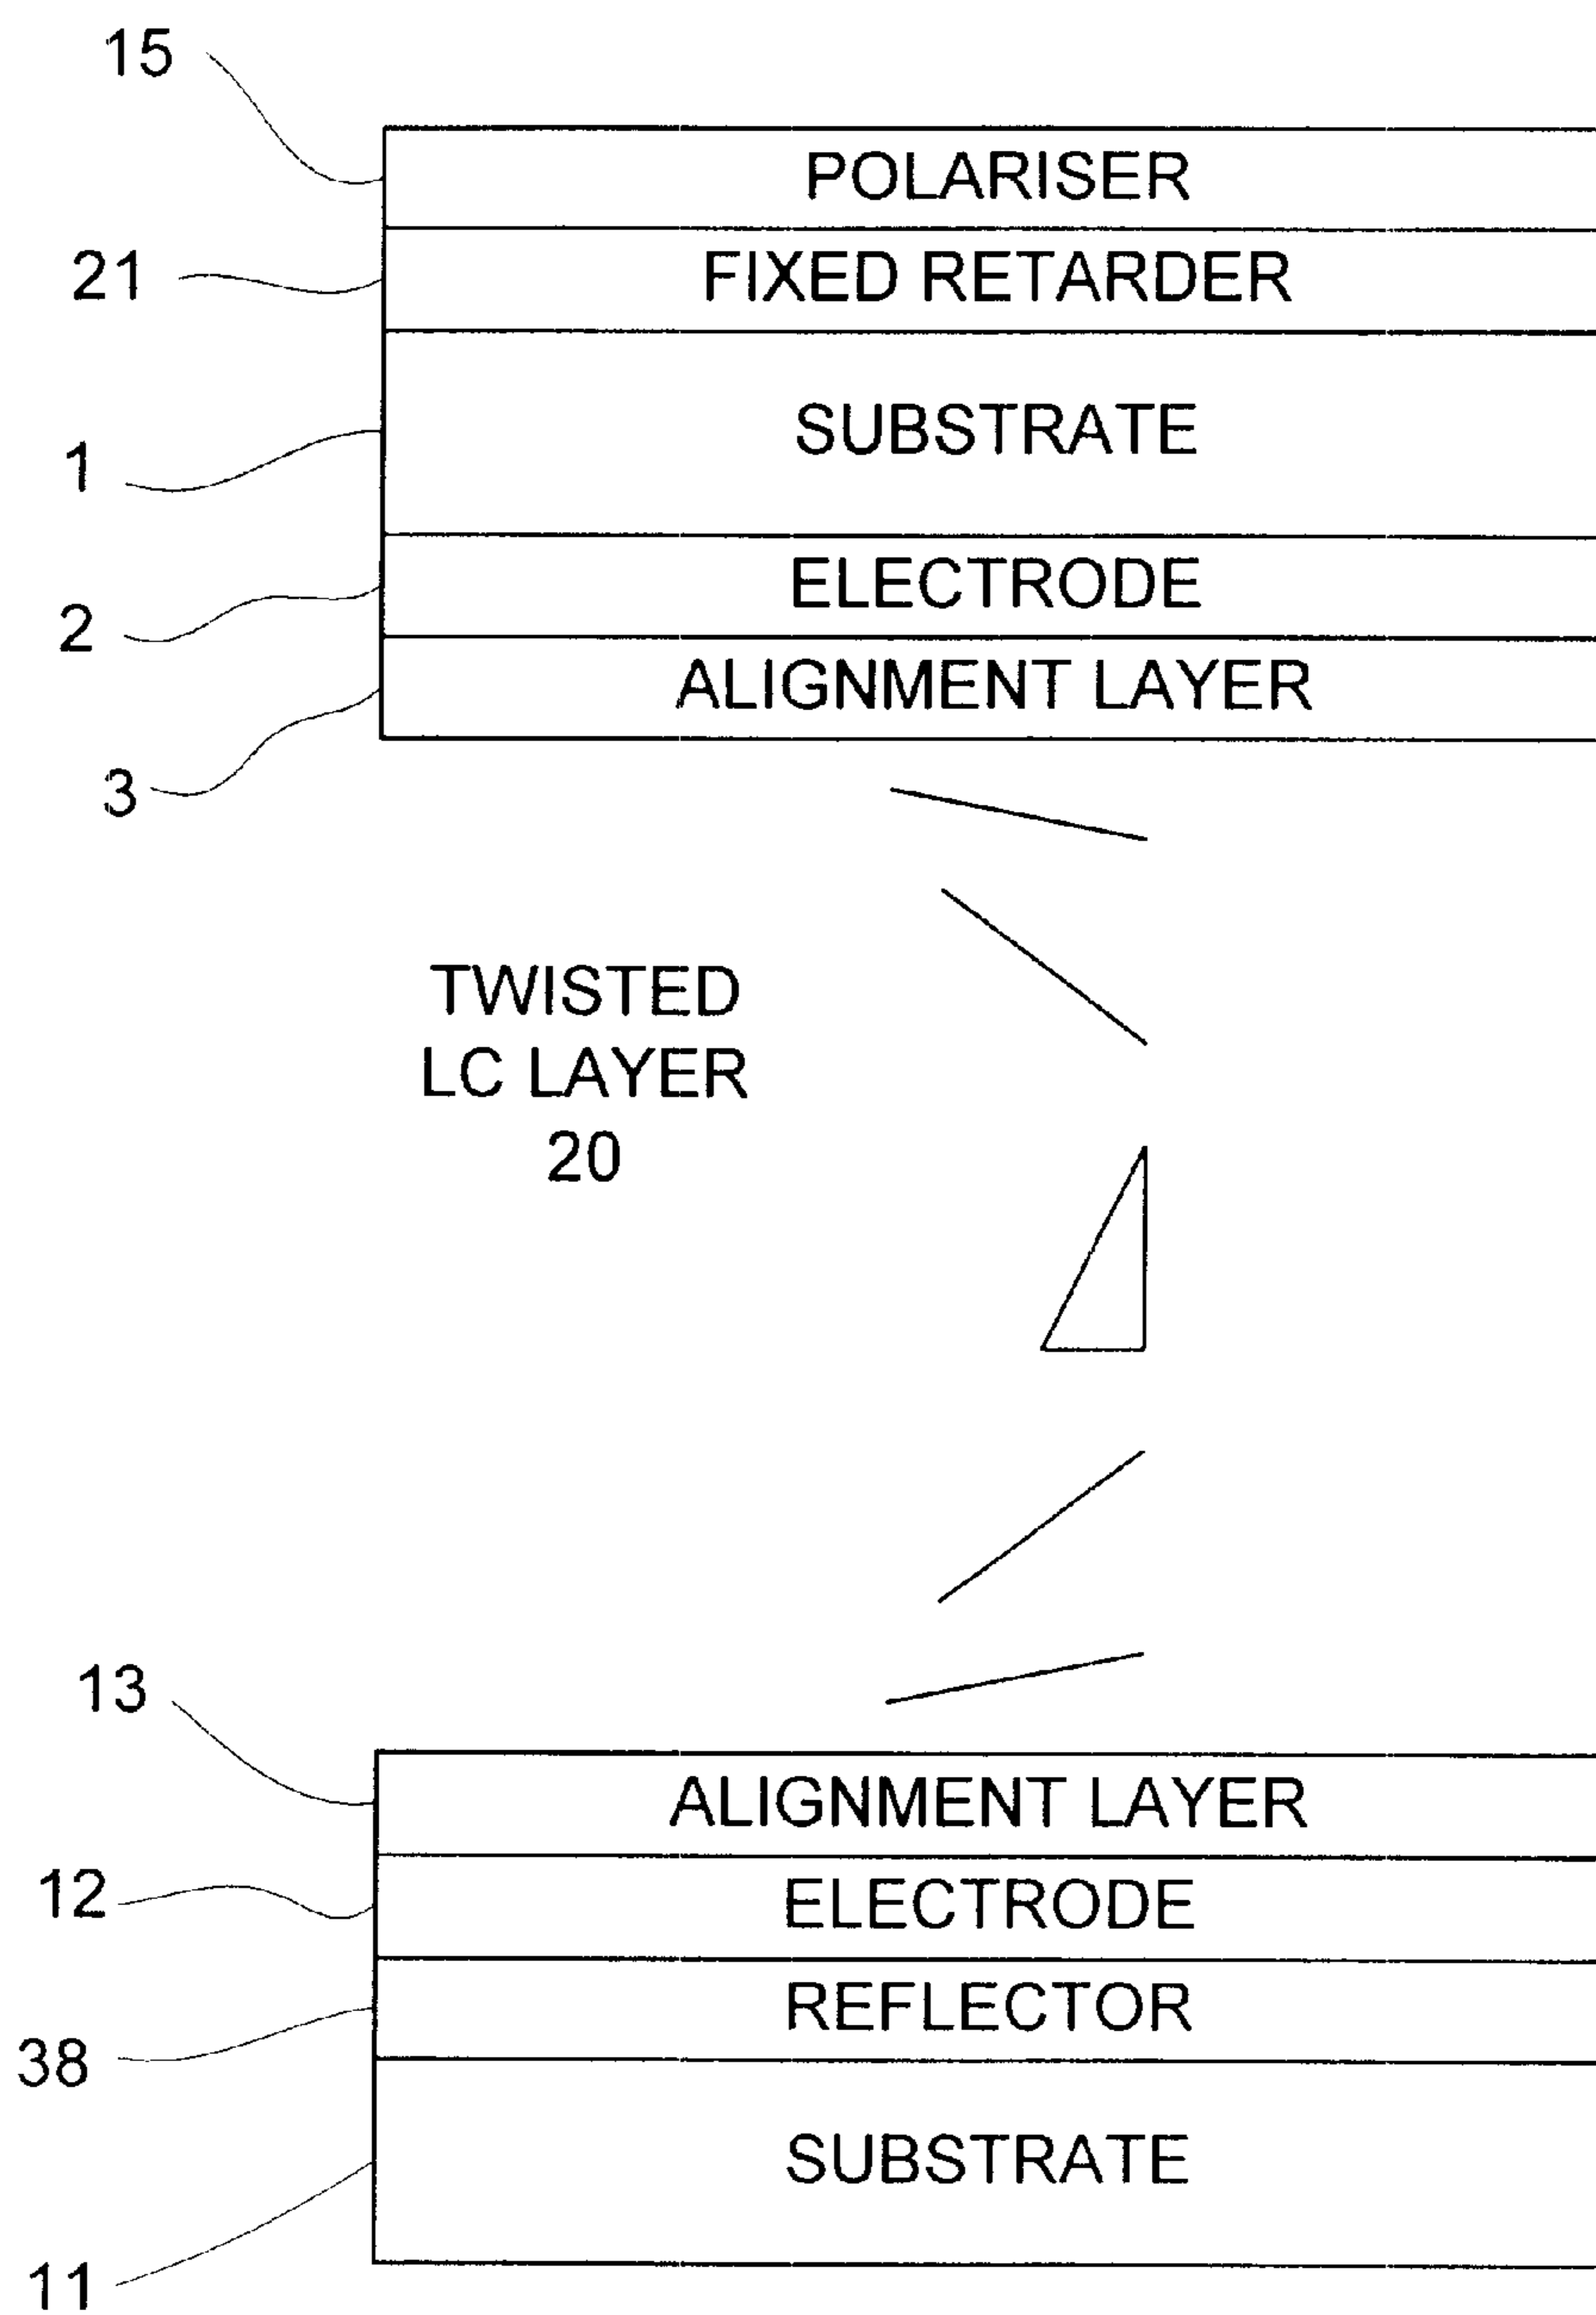 15
POLARISER
21
FIXED RETARDER
1
SUBSTRATE
2
ELECTRODE
3
ALIGNMENT LAYER
TWISTED
LC LAYER
20
13
ALIGNMENT LAYER
12
ELECTRODE
38
REFLECTOR
11
SUBSTRATE